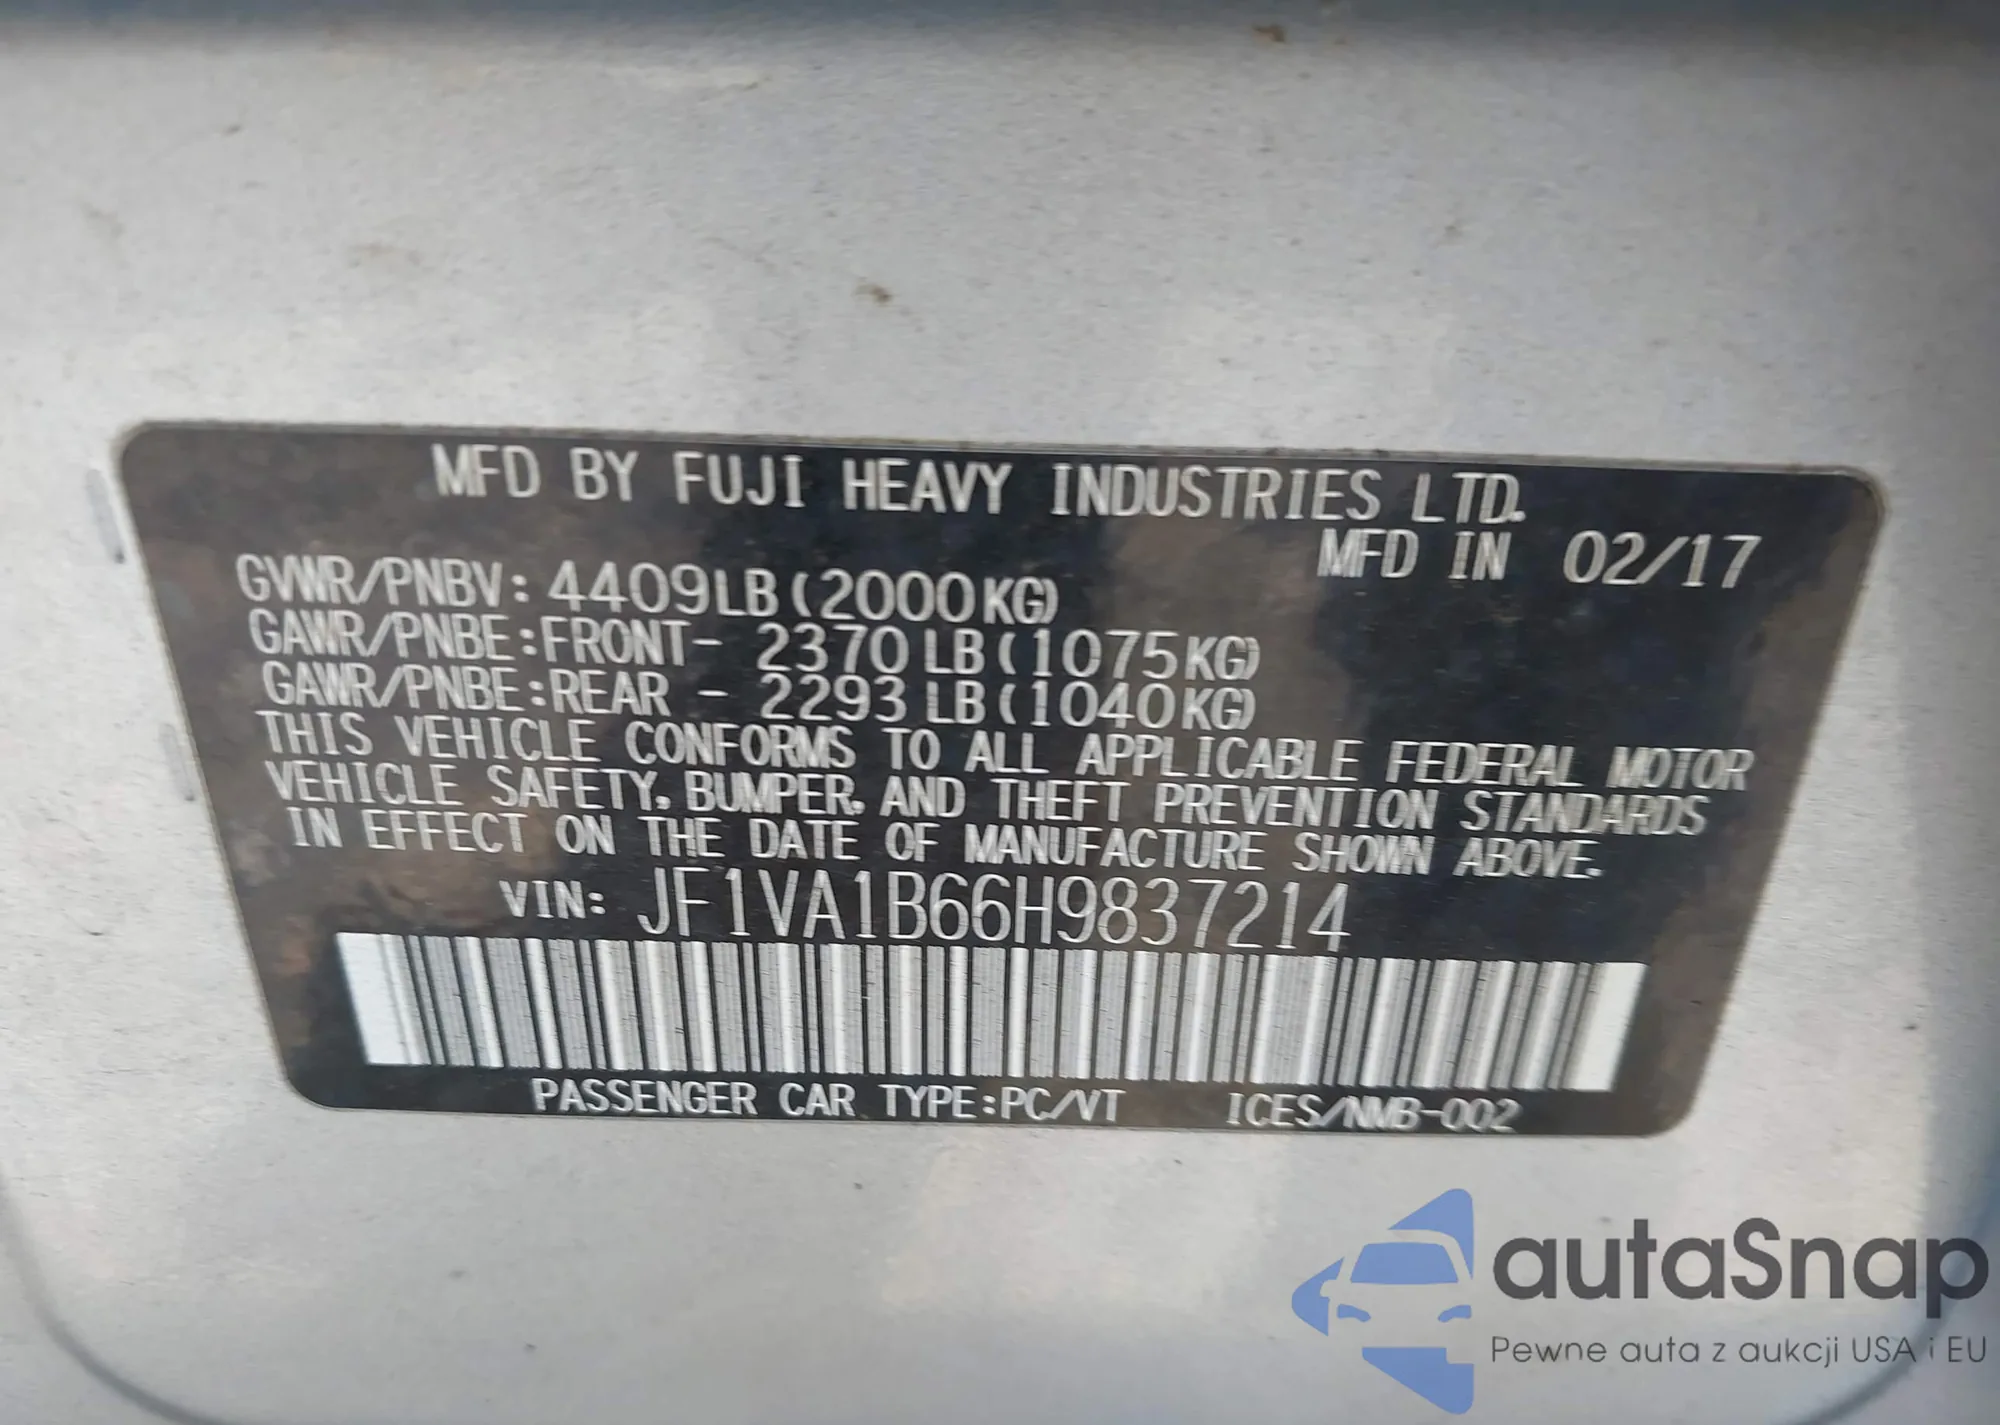 MFD BY FUJI HEAVY INDUSTRIES LTD.
MFD IN 02/17
GVWR/PNBV: 4409LB(2000KG)
GAWR/PNBE:FRONT- 2370LB(1075KG)
GAWR/PNBE:REAR - 2293 LB(1040KG)
THIS VEHICLE CONFORMS TO ALL APPLICABLE FEDERAL MOTOR
VEHICLE SAFETY, BUMPER, AND THEFT PREVENTION STANDARDS
IN EFFECT ON THE DATE OF MANUFACTURE SHOWN ABOVE.
VIN: JF1VA1B66H9837214
PASSENGER CAR TYPE:PC/VT ICES/NMB-002
autaSnap
Pewne auta z aukcji USA i EU